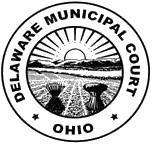 DELAWARE MUNICIPAL COURT
★ OHIO ★